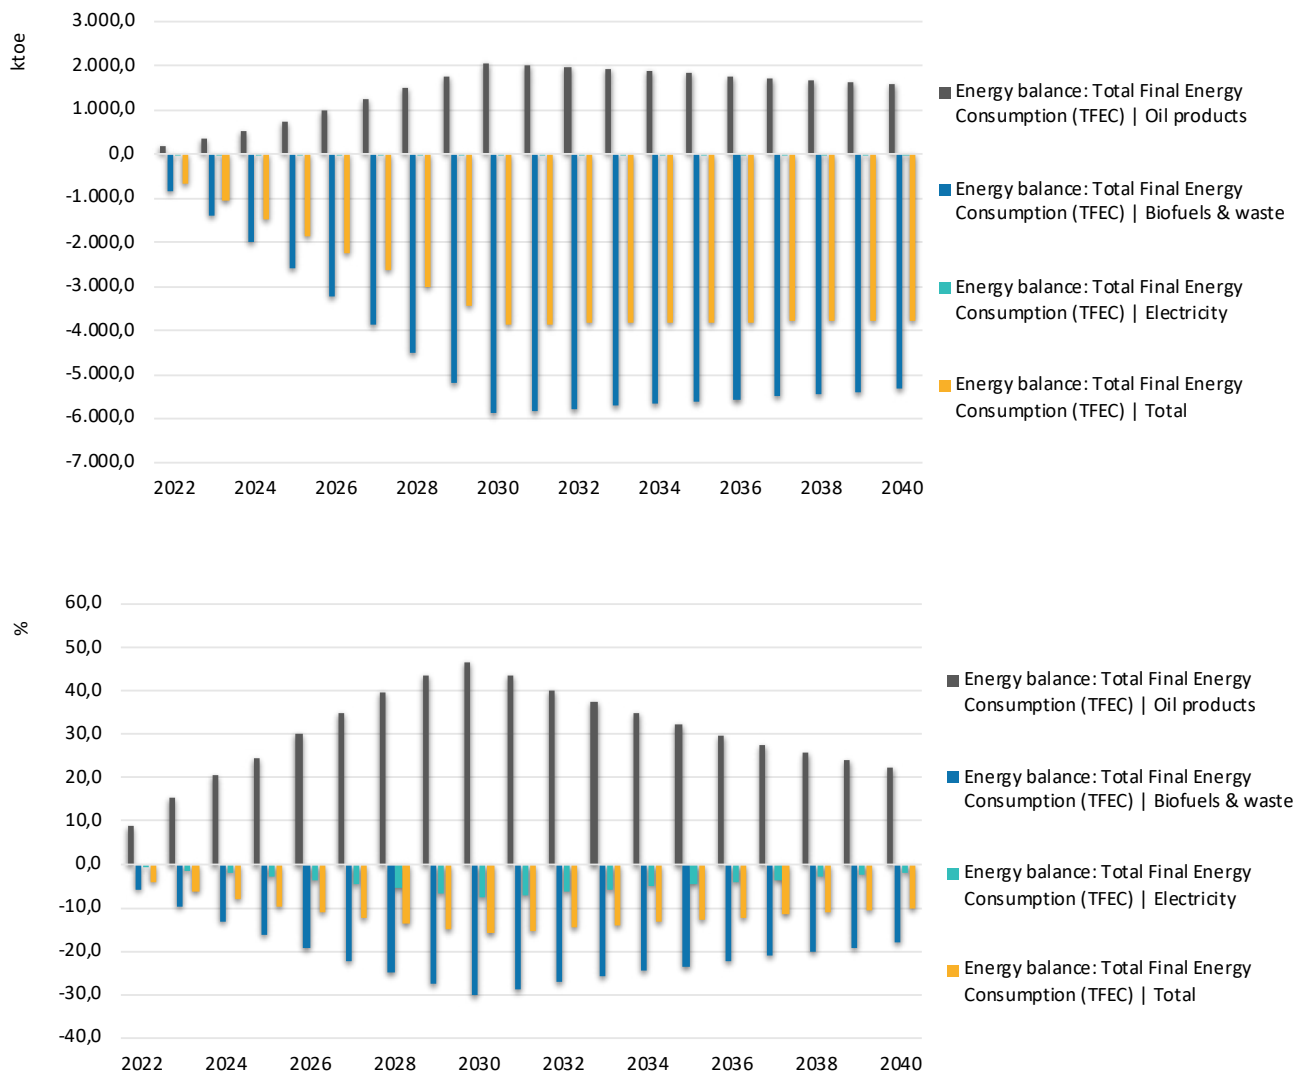 ktoe
3.000,0
2.000,0
1.000,0
0,0
-1.000,0
-2.000,0
-3.000,0
-4.000,0
-5.000,0
-6.000,0
-7.000,0
2022 2024 2026 2028 2030 2032 2034 2036 2038 2040
Energy balance: Total Final Energy
Consumption (TFEC) | Oil products
Energy balance: Total Final Energy
Consumption (TFEC) | Biofuels & waste
Energy balance: Total Final Energy
Consumption (TFEC) | Electricity
Energy balance: Total Final Energy
Consumption (TFEC) | Total
%
60,0
50,0
40,0
30,0
20,0
10,0
0,0
-10,0
-20,0
-30,0
-40,0
2022 2024 2026 2028 2030 2032 2034 2036 2038 2040
Energy balance: Total Final Energy
Consumption (TFEC) | Oil products
Energy balance: Total Final Energy
Consumption (TFEC) | Biofuels & waste
Energy balance: Total Final Energy
Consumption (TFEC) | Electricity
Energy balance: Total Final Energy
Consumption (TFEC) | Total